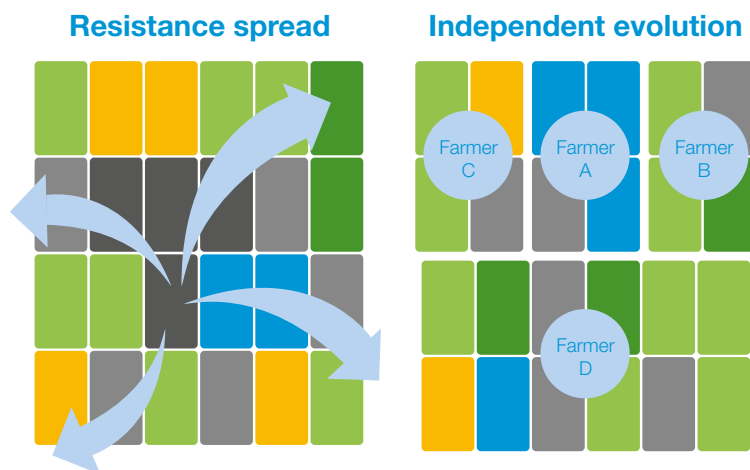 Resistance spread
Independent evolution
Farmer
C
Farmer
A
Farmer
B
Farmer
D